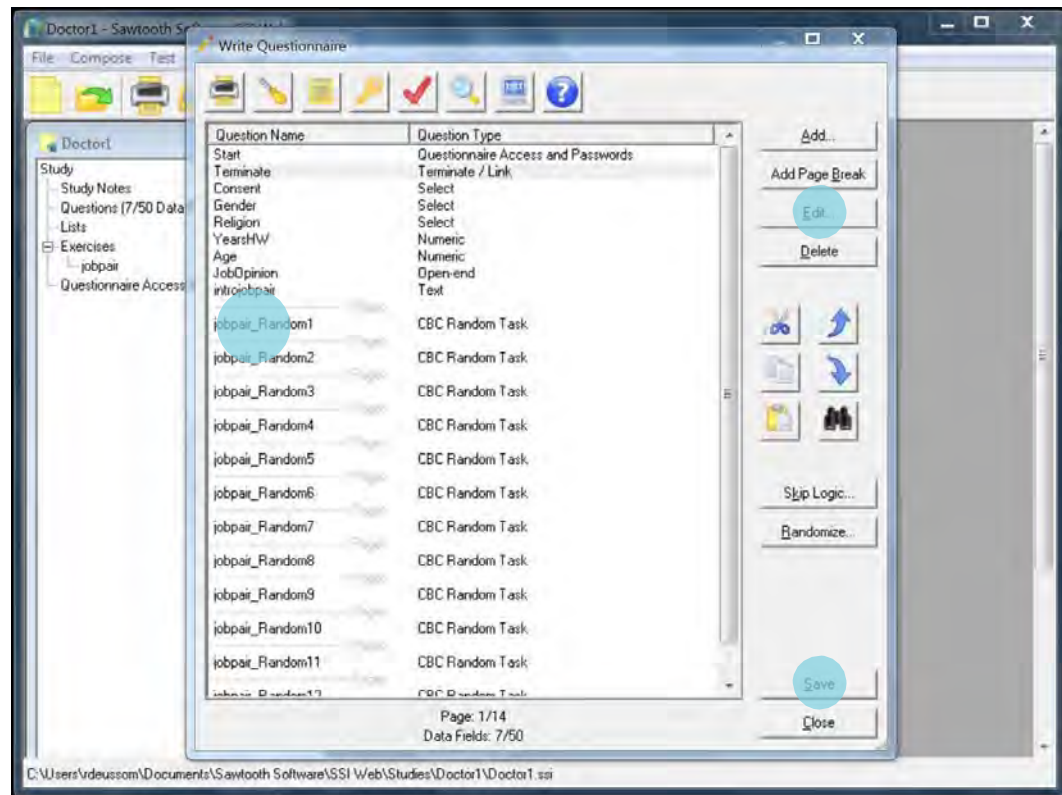 Doctor1 - Sawtooth
Write Questionnaire
File Compose Test
Doctor1
Study
Study Notes
Questions (7/50 Data
Lists
Exercises
jobpair
Questionnaire Access
Question Name Question Type
Start Questionnaire Access and Passwords
Terminate Terminate / Link
Consent Select
Gender Select
Religion Select
YearsHW Numeric
Age Numeric
JobOpinion Open-end
introjobpair Text
jobpair_Random1 CBC Random Task
jobpair_Random2 CBC Random Task
jobpair_Random3 CBC Random Task
jobpair_Random4 CBC Random Task
jobpair_Random5 CBC Random Task
jobpair_Random6 CBC Random Task
jobpair_Random7 CBC Random Task
jobpair_Random8 CBC Random Task
jobpair_Random9 CBC Random Task
jobpair_Random10 CBC Random Task
jobpair_Random11 CBC Random Task
jobpair_Random12 CBC Random Task
Page: 1/14
Data Fields: 7/50
Add...
Add Page Break
Edit...
Delete
Skip Logic...
Randomize...
Save
Close
C:\Users\rdeussom\Documents\Sawtooth Software\SSI Web\Studies\Doctor1\Doctor1.ssi